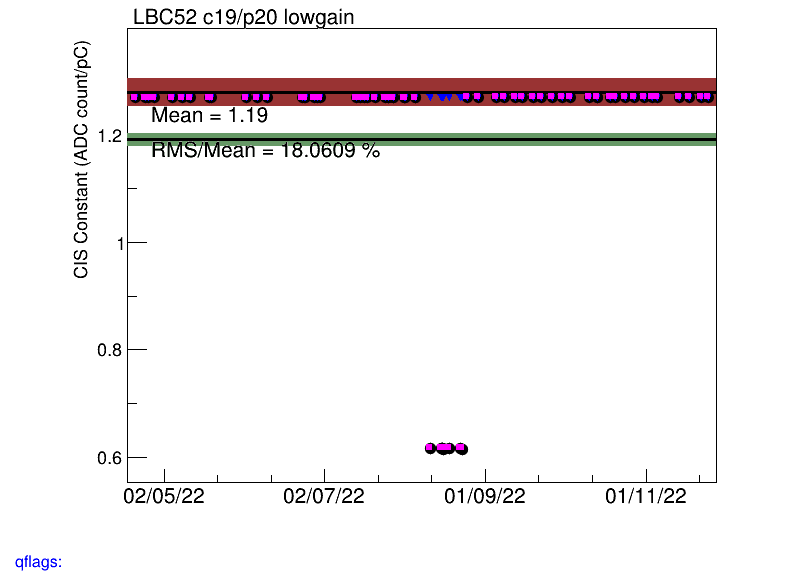 LBC52 c19/p20 lowgain
CIS Constant (ADC count/pC)
Mean = 1.19
1.2
RMS/Mean = 18.0609 %
1
0.8
0.6
02/05/22
02/07/22
01/09/22
01/11/22
qflags: